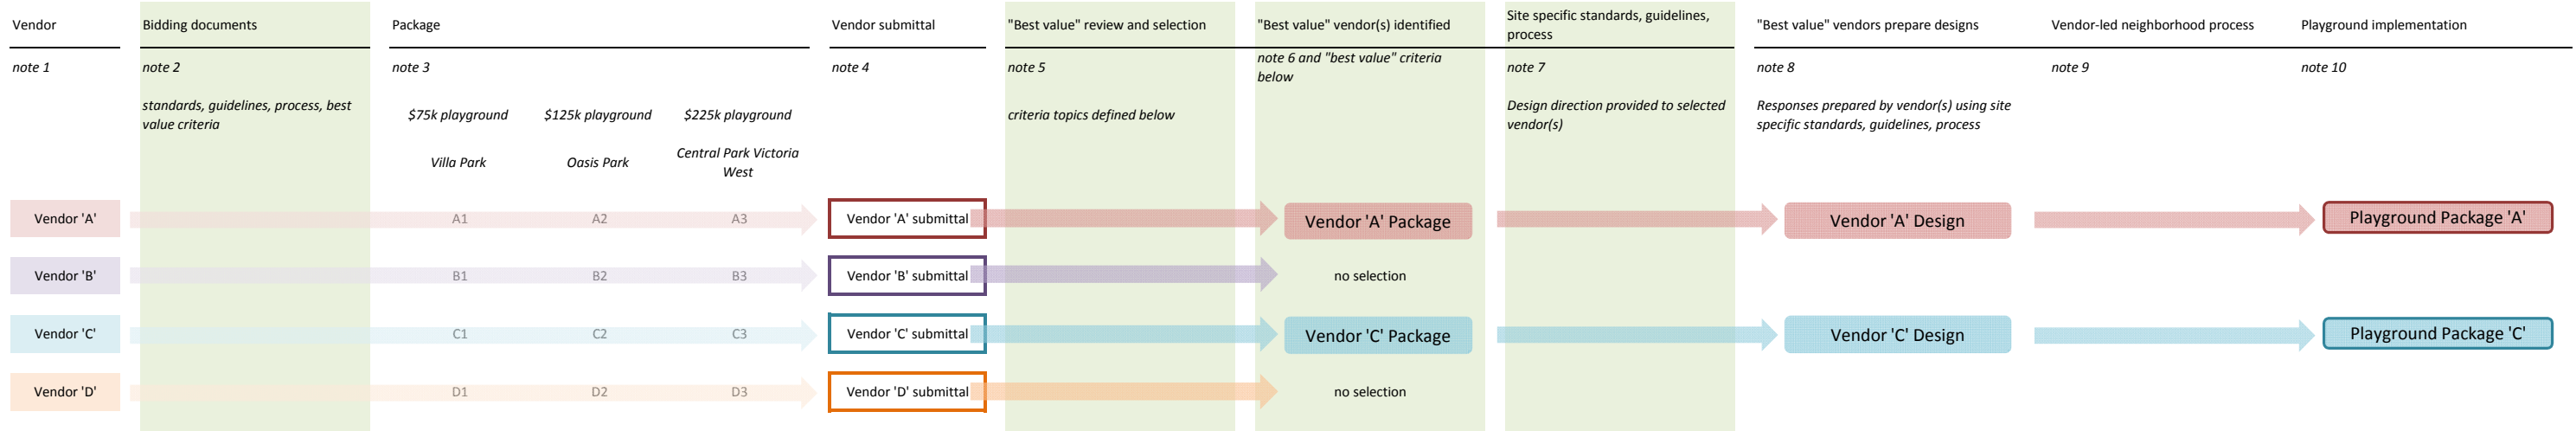 Vendor
Bidding documents
Package
Vendor submittal
"Best value" review and selection
"Best value" vendor(s) identified
Site specific standards, guidelines,
process
"Best value" vendors prepare designs
Vendor-led neighborhood process
Playground implementation
note 1
note 2
note 3
note 4
note 5
note 6 and "best value" criteria
below
note 7
note 8
note 9
note 10
standards, guidelines, process, best
value criteria
$75k playground
$125k playground
$225k playground
criteria topics defined below
Design direction provided to selected
vendor(s)
Responses prepared by vendor(s) using site
specific standards, guidelines, process
Villa Park
Oasis Park
Central Park Victoria
West
Vendor 'A'
A1
A2
A3
Vendor 'A' submittal
Vendor 'A' Package
Vendor 'A' Design
Playground Package 'A'
Vendor 'B'
B1
B2
B3
Vendor 'B' submittal
no selection
Vendor 'C'
C1
C2
C3
Vendor 'C' submittal
Vendor 'C' Package
Vendor 'C' Design
Playground Package 'C'
Vendor 'D'
D1
D2
D3
Vendor 'D' submittal
no selection